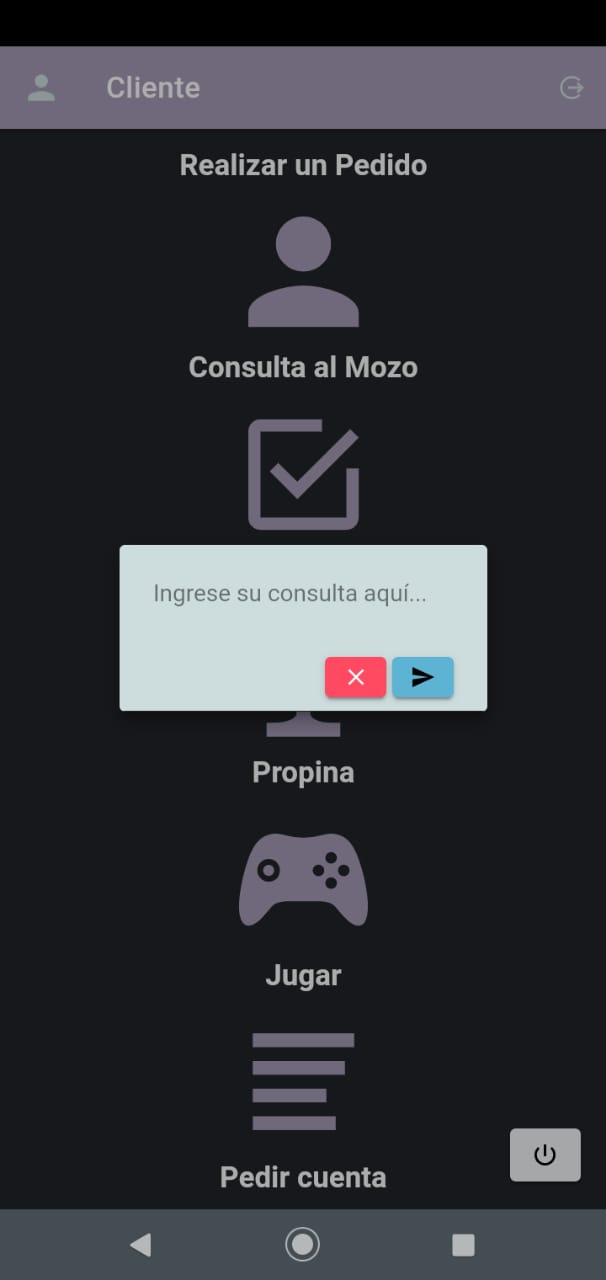 Cliente
Realizar un Pedido
Consulta al Mozo
Ingrese su consulta aquí...
Propina
Jugar
Pedir cuenta